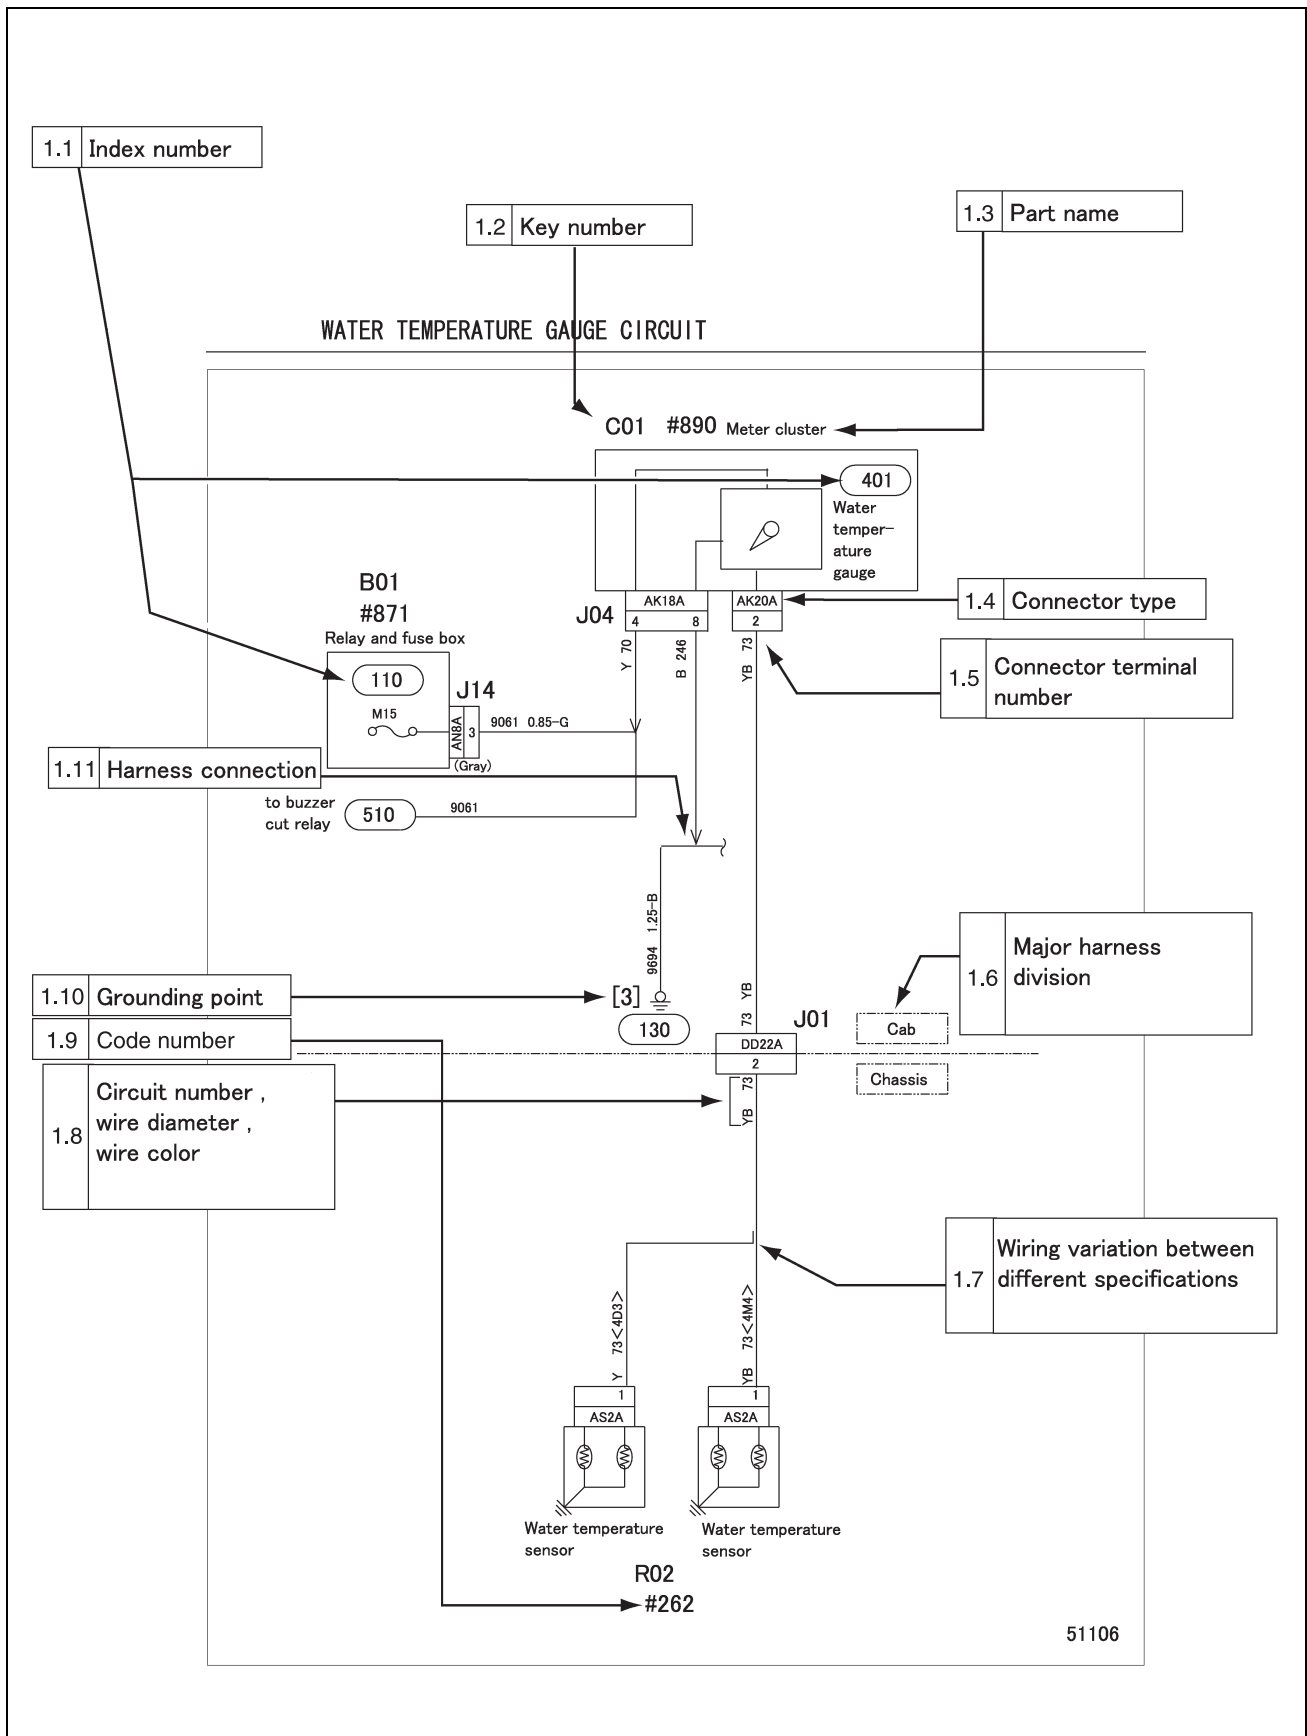 1.1 Index number
1.2 Key number
1.3 Part name
WATER TEMPERATURE GAUGE CIRCUIT
C01 #890 Meter cluster
401
Water
temper-
ature
gauge
B01
#871
Relay and fuse box
110
M15
J14
AN8A
3
(Gray)
9061 0.85-G
J04
AK18A
4 8
AK20A
2
Y 70
B 246
YB 73
1.4 Connector type
1.5 Connector terminal
number
1.11 Harness connection
to buzzer
cut relay
510
9061
9694 1.25-B
1.6 Major harness
division
1.10 Grounding point
[3]
130
73 YB
J01
DD22A
2
Cab
Chassis
1.9 Code number
1.8 Circuit number ,
wire diameter ,
wire color
YB 73
1.7 Wiring variation between
different specifications
Y 73<4D3>
YB 73<4M4>
1
AS2A
1
AS2A
Water temperature
sensor
Water temperature
sensor
R02
#262
51106